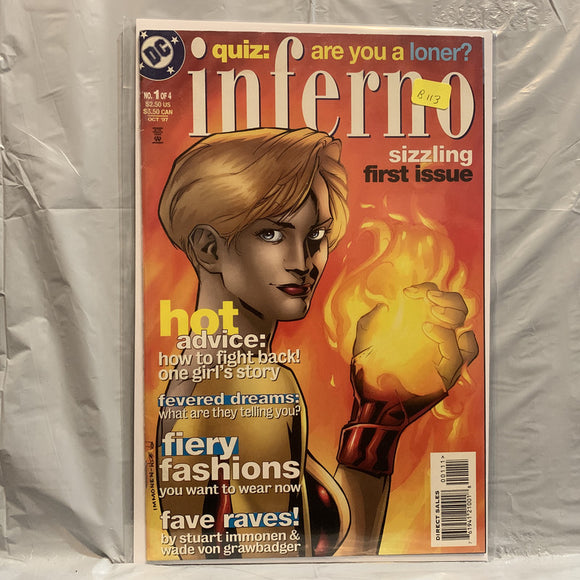 DC
quiz: are you a loner?
inferno
NO. 1 OF 4
$2.50 US
$3.50 CAN
OCT '97
B.113
sizzling
first issue
hot
advice:
how to fight back!
one girl's story
fevered dreams:
what are they telling you?
fiery
fashions
you want to wear now
fave raves!
by stuart immonen &
wade von grawbadger
00111
DIRECT SALES